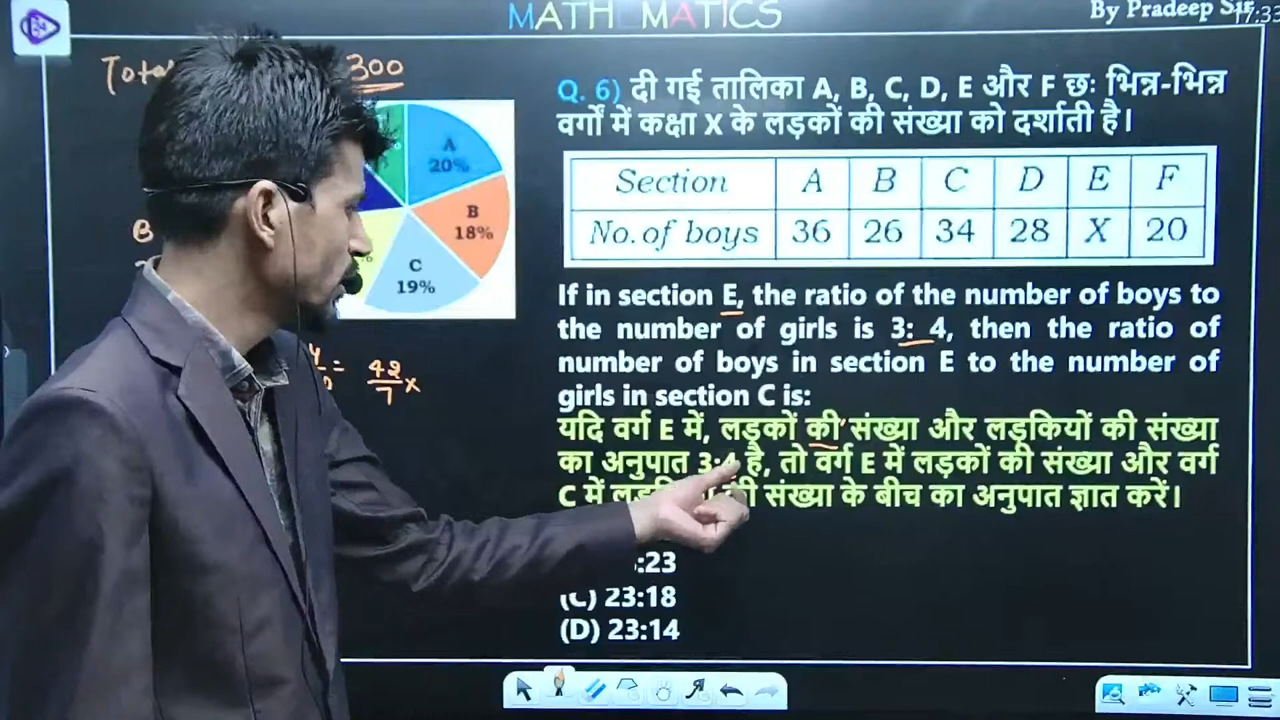 MATHEMATICS
By Pradeep Sir
17:33
300
A
20%
B
18%
C
19%
B
= 42/7 x
Q. 6) दी गई तालिका A, B, C, D, E और F छः भिन्न-भिन्न
वर्गों में कक्षा X के लड़कों की संख्या को दर्शाती है।
Section A B C D E F
No. of boys 36 26 34 28 X 20
If in section E, the ratio of the number of boys to
the number of girls is 3: 4, then the ratio of
number of boys in section E to the number of
girls in section C is:
यदि वर्ग E में, लड़कों की संख्या और लड़कियों की संख्या
का अनुपात 3:4 है, तो वर्ग E में लड़कों की संख्या और वर्ग
C में की संख्या के बीच का अनुपात ज्ञात करें।
:23
(C) 23:18
(D) 23:14